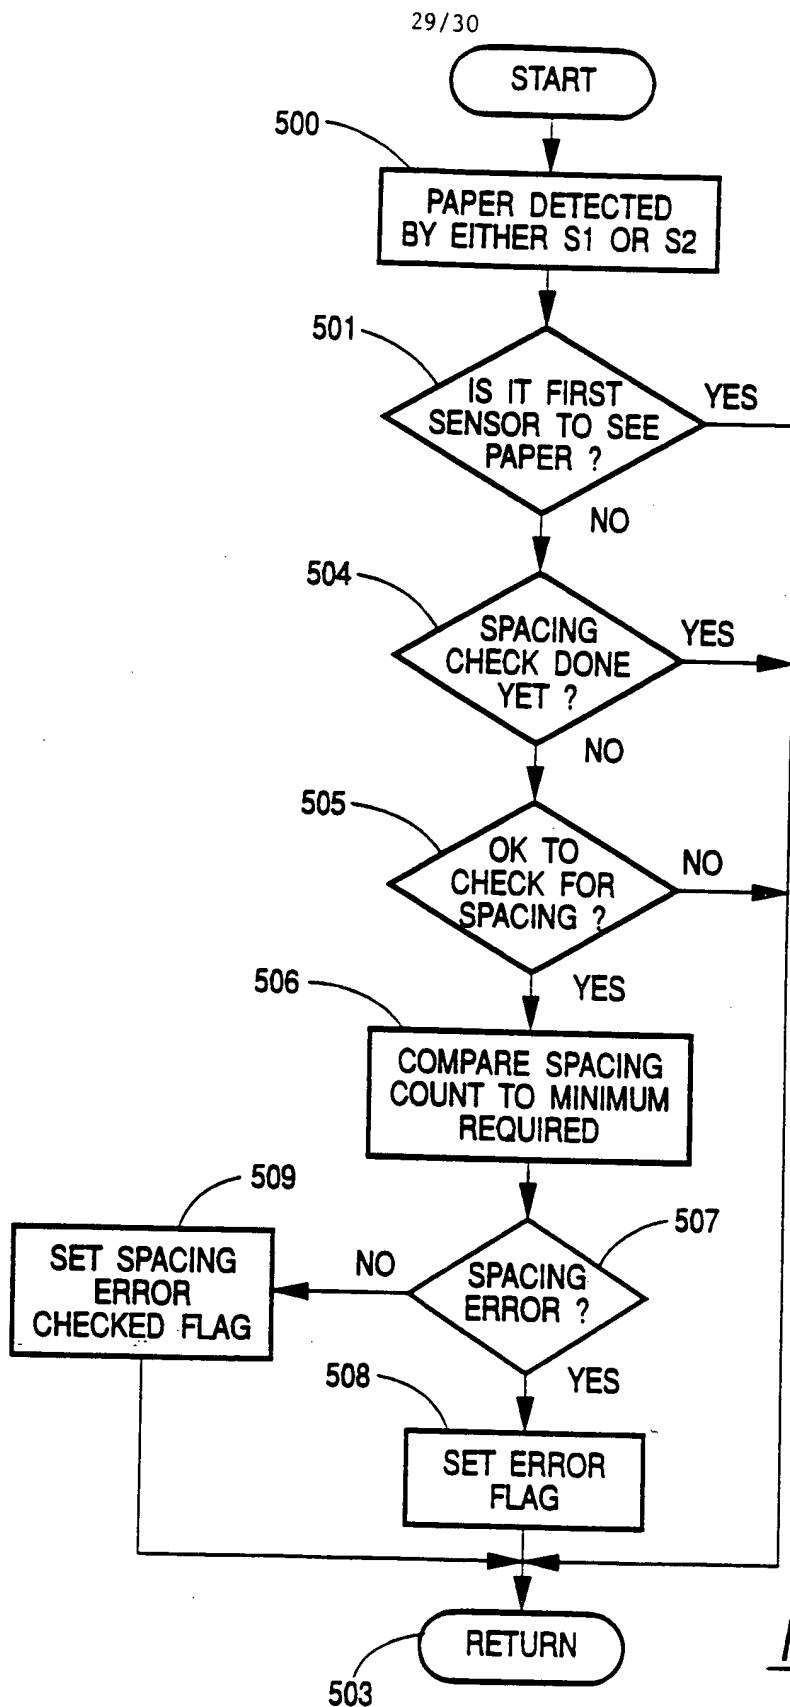 29/30
START
500
PAPER DETECTED
BY EITHER S1 OR S2
501
IS IT FIRST
SENSOR TO SEE
PAPER ?
YES
NO
504
SPACING
CHECK DONE
YET ?
YES
NO
505
OK TO
CHECK FOR
SPACING ?
NO
YES
506
COMPARE SPACING
COUNT TO MINIMUM
REQUIRED
509
507
SET SPACING
ERROR
CHECKED FLAG
NO
SPACING
ERROR ?
YES
508
SET ERROR
FLAG
RETURN
503